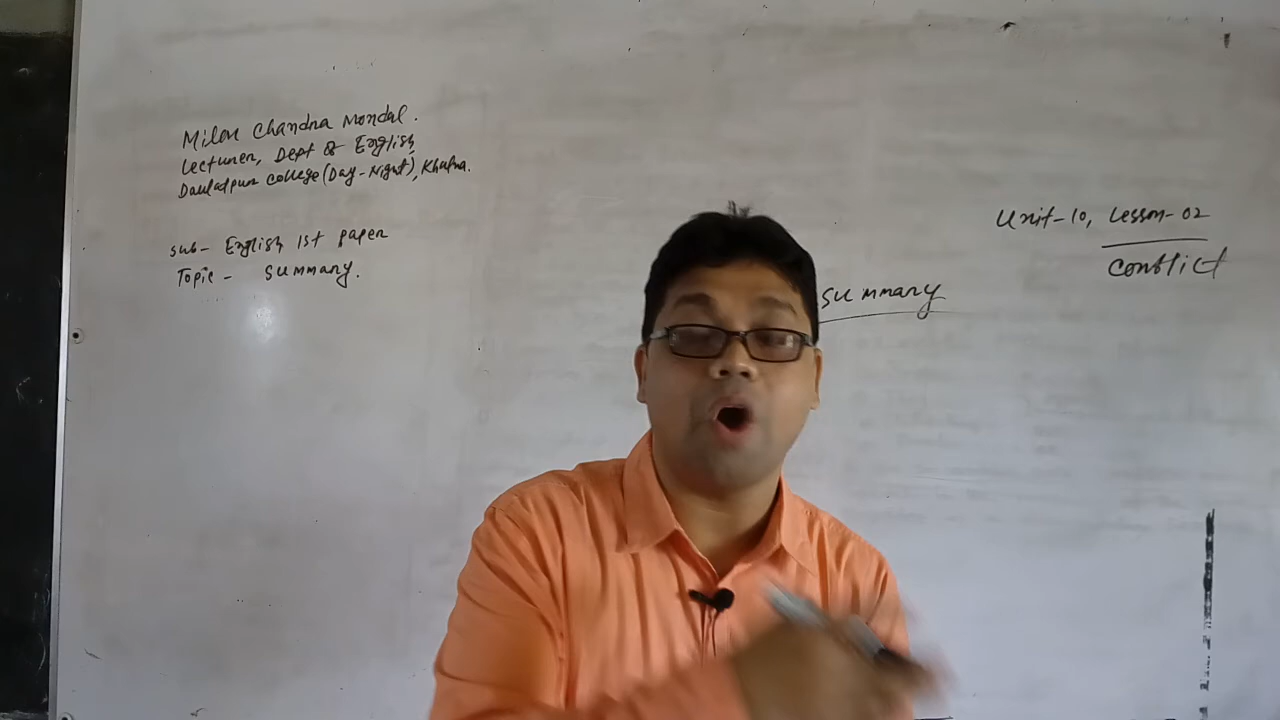 Milon Chandra Mondal.
Lecturer, Dept of English,
Daulatpur College (Day-Night), Khulna.
Sub- English 1st paper
Topic - Summary.
Unit-10, Lesson-02
Conflict
Summary